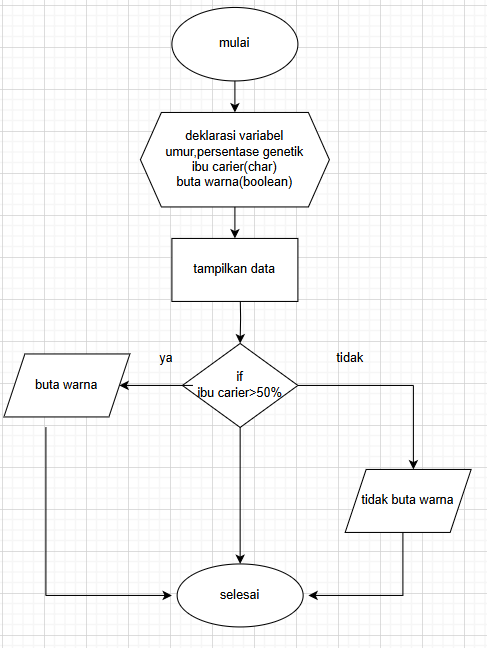 mulai
deklarasi variabel
umur,persentase genetik
ibu carier(char)
buta warna(boolean)
tampilkan data
ya
tidak
if
ibu carier>50%
buta warna
tidak buta warna
selesai